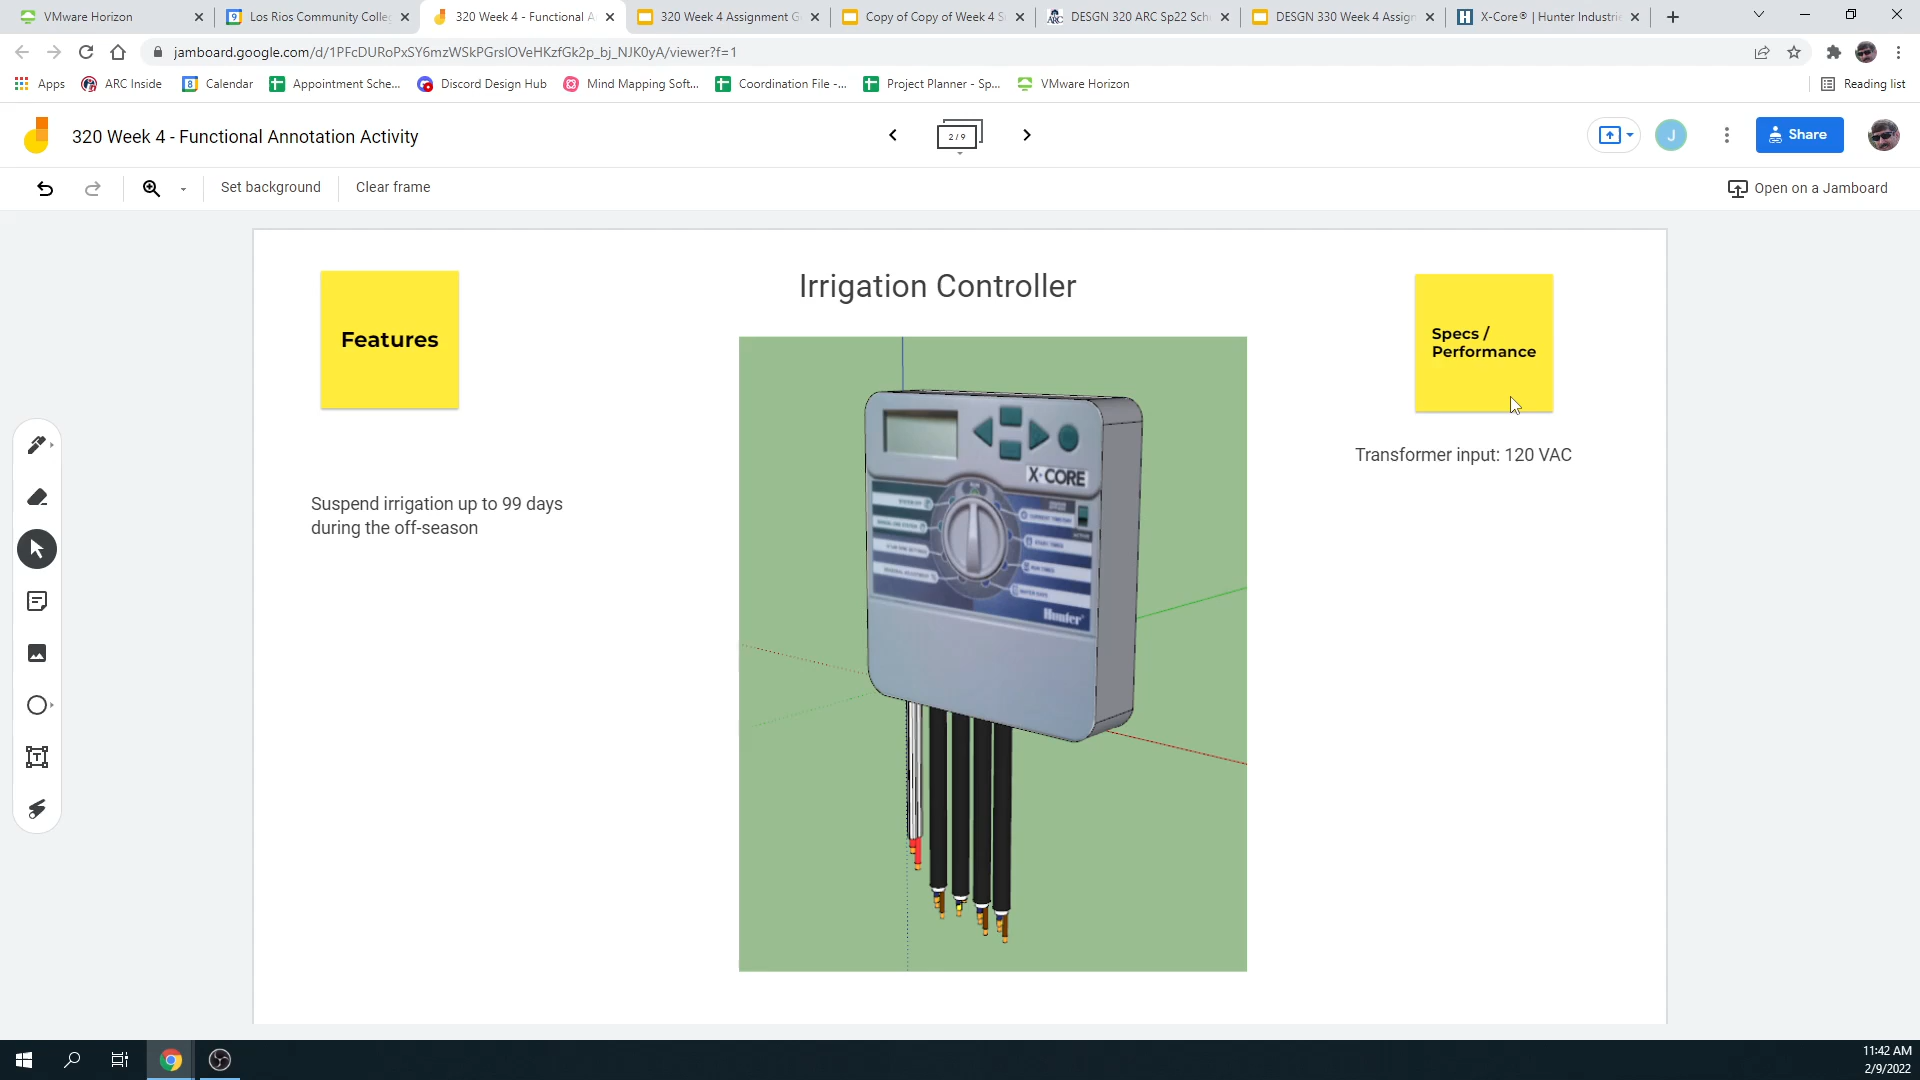 VMware Horizon
Los Rios Community Colle
320 Week 4 - Functional A
320 Week 4 Assignment G
Copy of Copy of Week 4 S
DESGN 320 ARC Sp22 Sch
DESGN 330 Week 4 Assign
X-Core® | Hunter Industrie
jamboard.google.com/d/1PFcDURoPxSY6mzWSkPGrsIOVeHKzfGk2p_bj_NJK0yA/viewer?f=1
Apps
ARC Inside
Calendar
Appointment Sche...
Discord Design Hub
Mind Mapping Soft...
Coordination File -...
Project Planner - Sp...
VMware Horizon
Reading list
320 Week 4 - Functional Annotation Activity
2 / 9
J
Share
Set background
Clear frame
Open on a Jamboard
Irrigation Controller
Features
Specs /
Performance
Transformer input: 120 VAC
Suspend irrigation up to 99 days
during the off-season
X-CORE
Hunter
11:42 AM
2/9/2022